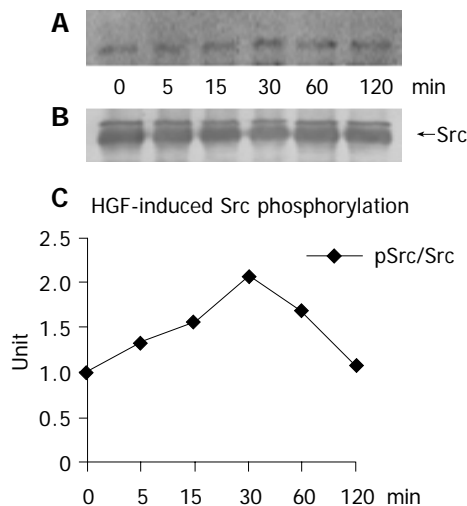 A
0 5 15 30 60 120 min
B
←Src
C HGF-induced Src phosphorylation
2.5
pSrc/Src
2.0
1.5
Unit
1.0
0.5
0
0 5 15 30 60 120 min